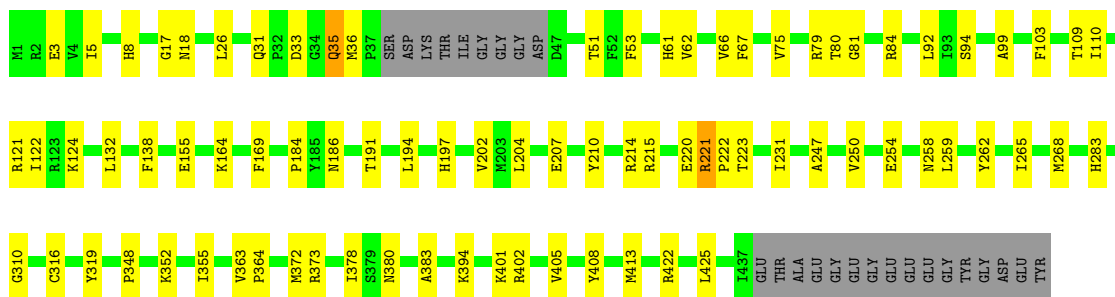 M1 R2 E3 V4 I5 H8 G17 N18 L26 Q31 P32 D33 G34 Q35 M36 P37 SER ASP LYS THR ILE GLY GLY GLY ASP D47 T51 F52 F53 H61 V62 V66 F67 V75 R79 T80 G81 R84 L92 I93 S94 A99 F103 T109 I110
R121 I122 R123 K124 L132 F138 E155 K164 F169 P184 Y185 N186 T191 L194 H197 V202 M203 L204 E207 Y210 R214 R215 E220 R221 P222 T223 I231 A247 V250 E254 N258 L259 Y262 I265 M268 H283
G310 C316 Y319 P348 K352 I355 V363 P364 M372 R373 I378 S379 N380 A383 K394 K401 R402 V405 Y408 M413 R422 L425 I437 GLU THR ALA GLU GLY GLU GLU GLY GLU GLU GLU GLY TYR GLY ASP GLU TYR